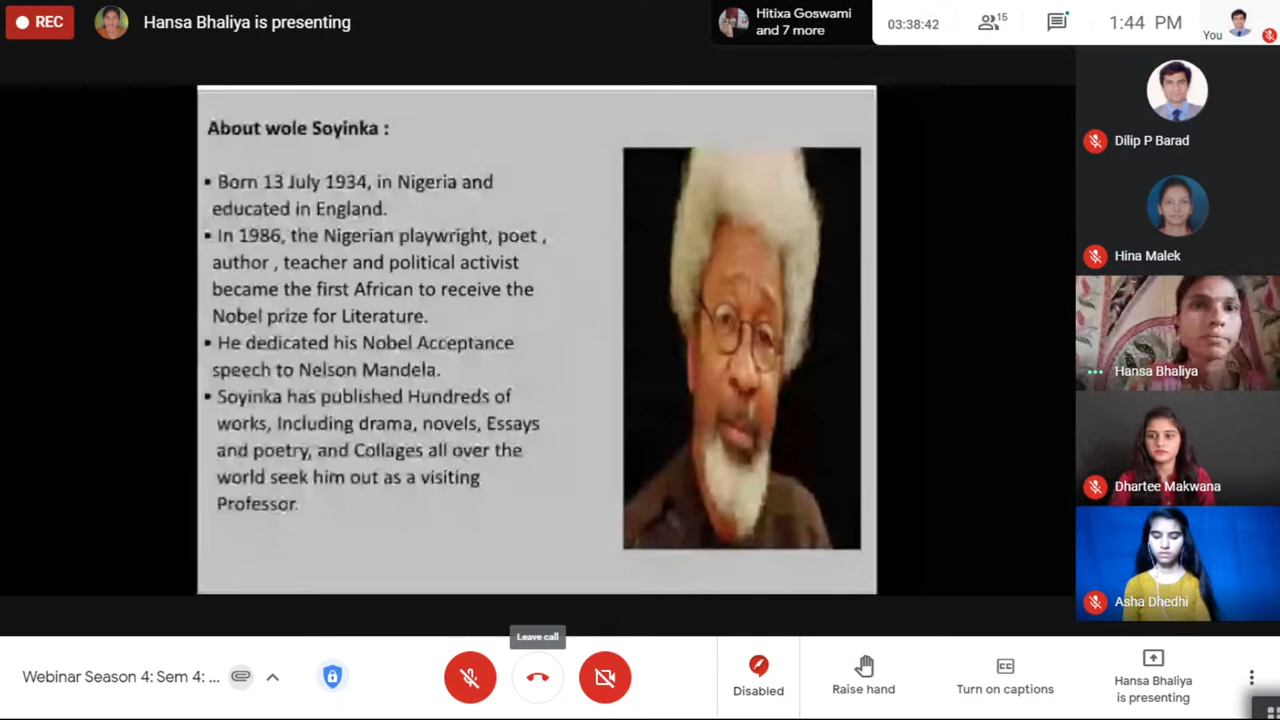 REC
Hansa Bhaliya is presenting
Hitixa Goswami
and 7 more
03:38:42
15
1:44 PM
You
About wole Soyinka :
▪ Born 13 July 1934, in Nigeria and
educated in England.
▪ In 1986, the Nigerian playwright, poet ,
author , teacher and political activist
became the first African to receive the
Nobel prize for Literature.
▪ He dedicated his Nobel Acceptance
speech to Nelson Mandela.
▪ Soyinka has published Hundreds of
works, Including drama, novels, Essays
and poetry, and Collages all over the
world seek him out as a visiting
Professor.
Dilip P Barad
Hina Malek
Hansa Bhaliya
Dhartee Makwana
Asha Dhedhi
Leave call
Webinar Season 4: Sem 4: ...
Disabled
Raise hand
CC
Turn on captions
Hansa Bhaliya
is presenting